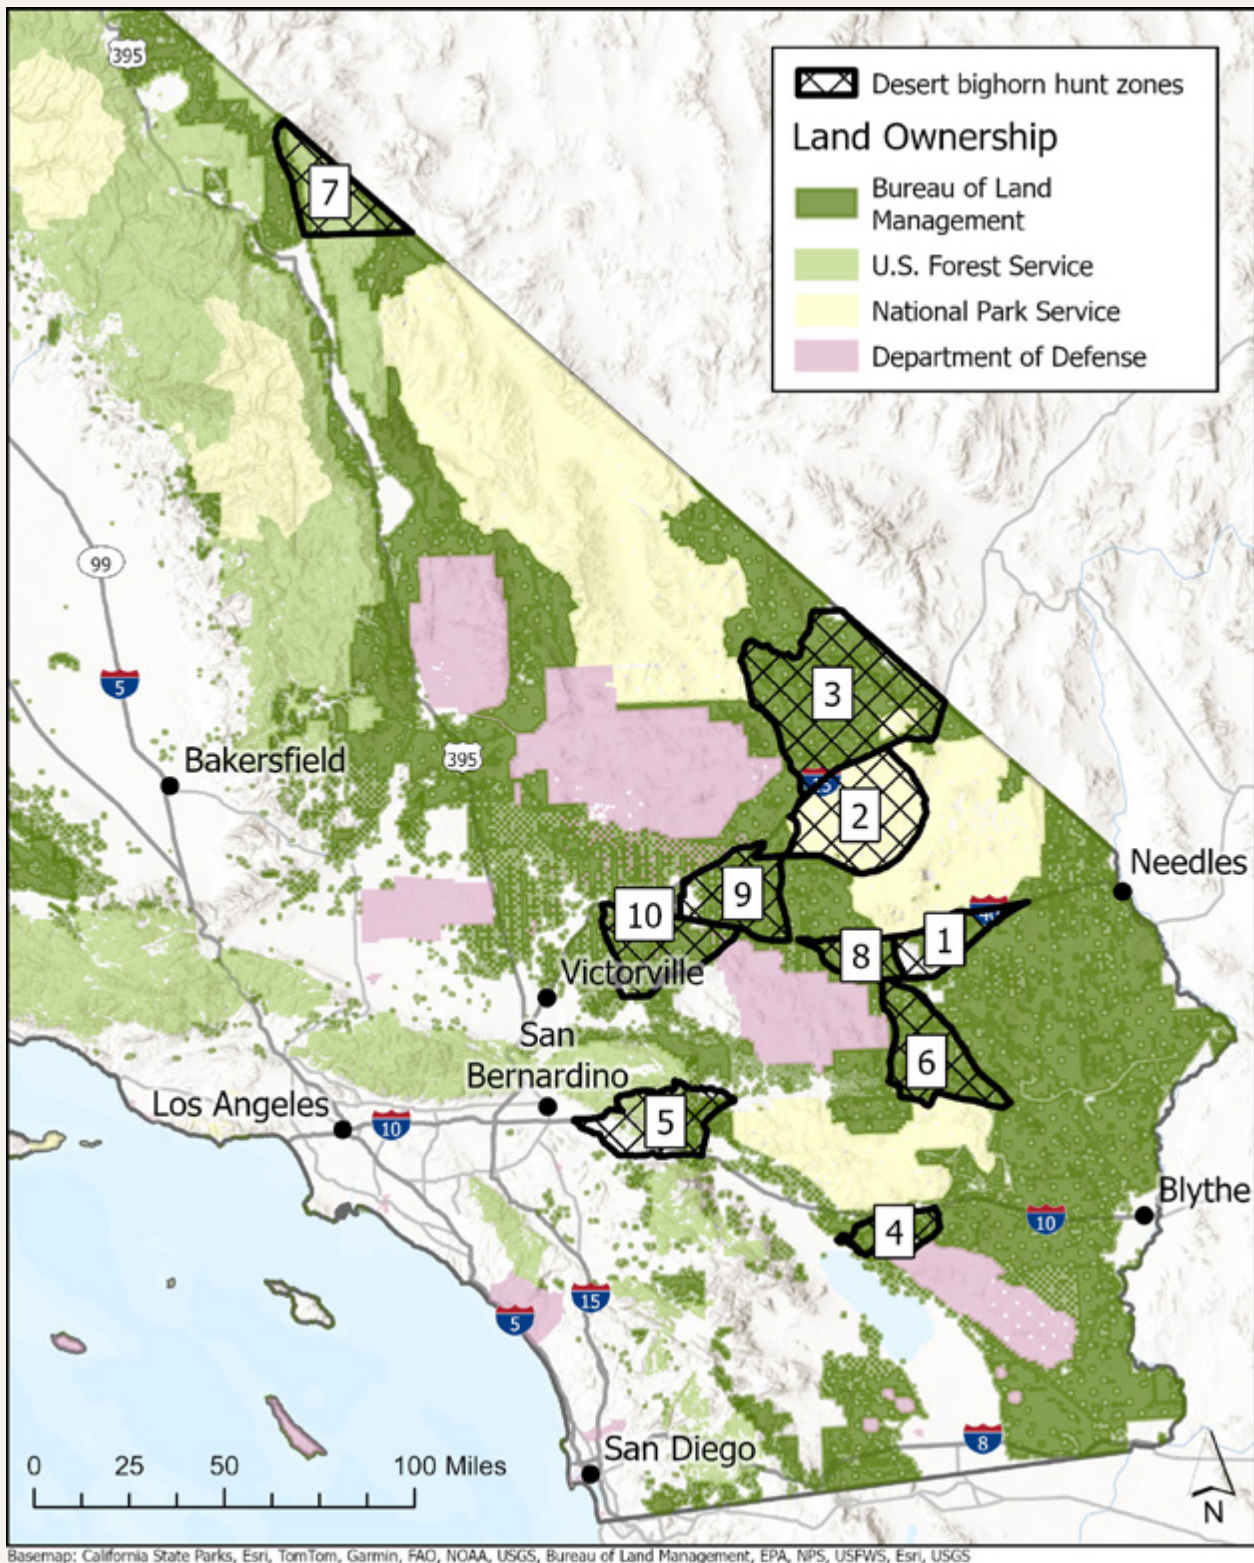 395
Desert bighorn hunt zones
Land Ownership
Bureau of Land
Management
U.S. Forest Service
National Park Service
Department of Defense
7
99
5
3
Bakersfield
395
15
2
Needles
9
10
40
1
8
Victorville
San
Bernardino
6
Los Angeles
10
5
Blythe
10
4
15
5
8
San Diego
0 25 50 100 Miles
N
Basemap: California State Parks, Esri, TomTom, Garmin, FAO, NOAA, USGS, Bureau of Land Management, EPA, NPS, USFWS, Esri, USGS